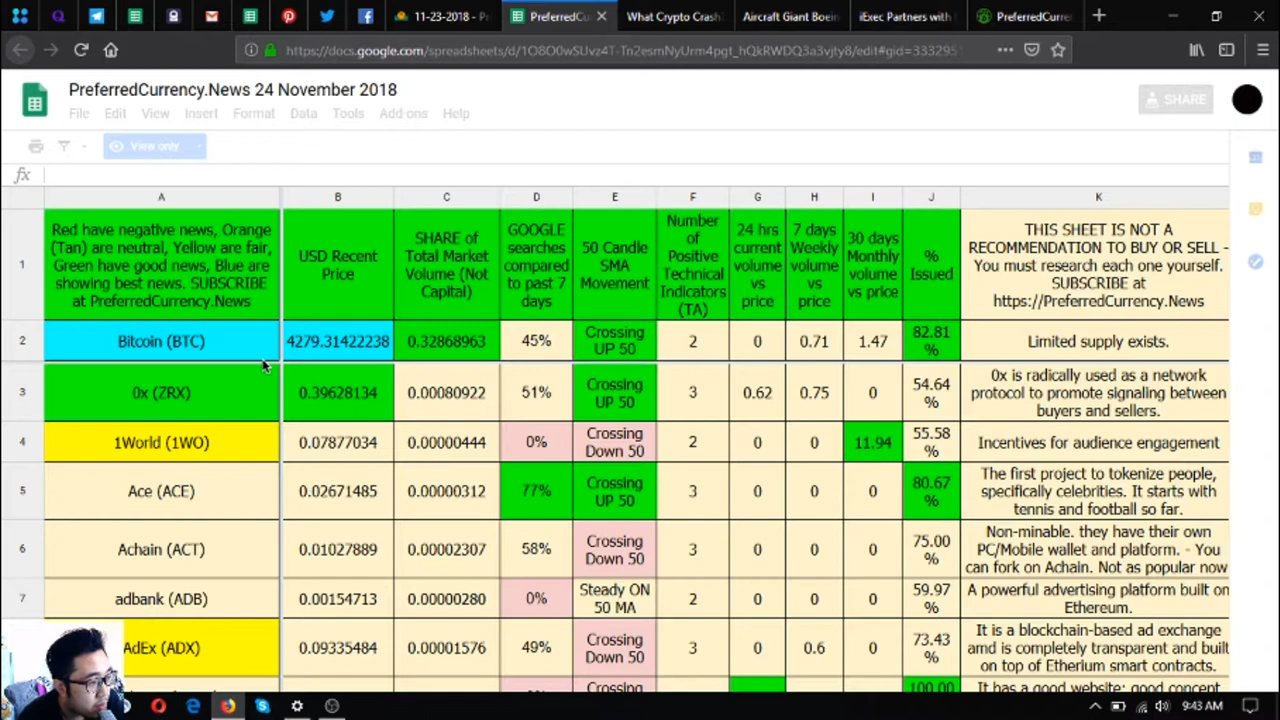 11-23-2018 - P
PreferredCu
What Crypto Crash
Aircraft Giant Boein
iExec Partners with
PreferredCurre
https://docs.google.com/spreadsheets/d/1O8O0wSUvz4T-Tn2esmNyUrm4pgt_hQkRWDQ3a3vjty8/edit#gid=333295
PreferredCurrency.News 24 November 2018
SHARE
File Edit View Insert Format Data Tools Add-ons Help
View only
fx
A B C D E F G H I J K
1
Red have negative news, Orange
(Tan) are neutral, Yellow are fair,
Green have good news, Blue are
showing best news. SUBSCRIBE
at PreferredCurrency.News
USD Recent
Price
SHARE of
Total Market
Volume (Not
Capital)
GOOGLE
searches
compared
to past 7
days
50 Candle
SMA
Movement
Number
of
Positive
Technical
Indicators
(TA)
24 hrs
current
volume
vs
price
7 days
Weekly
volume
vs
price
30 days
Monthly
volume
vs price
%
Issued
THIS SHEET IS NOT A
RECOMMENDATION TO BUY OR SELL -
You must research each one yourself.
SUBSCRIBE at
https://PreferredCurrency.News
2
Bitcoin (BTC)
4279.31422238
0.32868963
45%
Crossing
UP 50
2
0
0.71
1.47
82.81
%
Limited supply exists.
3
0x (ZRX)
0.39628134
0.00080922
51%
Crossing
UP 50
3
0.62
0.75
0
54.64
%
0x is radically used as a network
protocol to promote signaling between
buyers and sellers.
4
1World (1WO)
0.07877034
0.00000444
0%
Crossing
Down 50
2
0
0
11.94
55.58
%
Incentives for audience engagement
5
Ace (ACE)
0.02671485
0.00000312
77%
Crossing
UP 50
3
0
0
0
80.67
%
The first project to tokenize people,
specifically celebrities. It starts with
tennis and football so far.
6
Achain (ACT)
0.01027889
0.00002307
58%
Crossing
Down 50
3
0
0
0
75.00
%
Non-minable. they have their own
PC/Mobile wallet and platform. - You
can fork on Achain. Not as popular now
7
adbank (ADB)
0.00154713
0.00000280
0%
Steady ON
50 MA
2
0
0
0
59.97
%
A powerful advertising platform built on
Ethereum.
AdEx (ADX)
0.09335484
0.00001576
49%
Crossing
Down 50
3
0
0.6
0
73.43
%
It is a blockchain-based ad exchange
amd is completely transparent and built
on top of Etherium smart contracts.
Crossing
100.00
It has a good website; good concept
9:43 AM